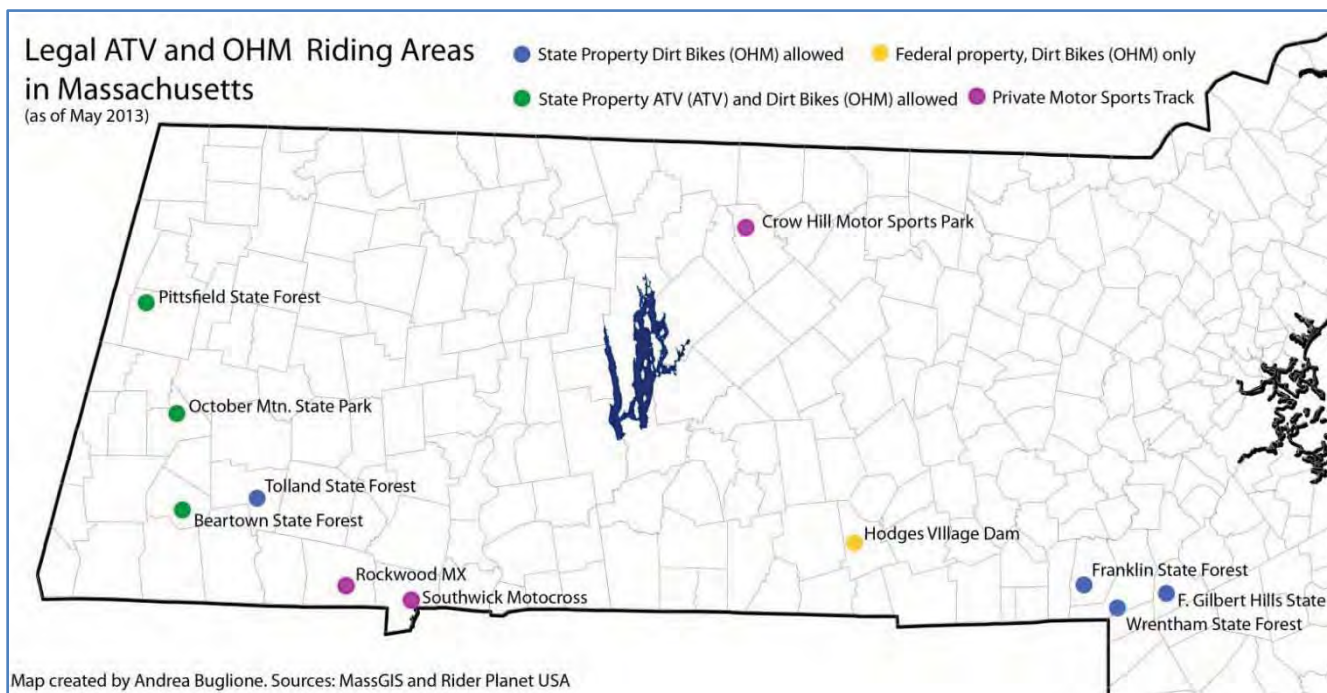 Legal ATV and OHM Riding Areas
in Massachusetts
(as of May 2013)
State Property Dirt Bikes (OHM) allowed
Federal property, Dirt Bikes (OHM) only
State Property ATV (ATV) and Dirt Bikes (OHM) allowed
Private Motor Sports Track
Crow Hill Motor Sports Park
Pittsfield State Forest
October Mtn. State Park
Tolland State Forest
Beartown State Forest
Hodges VIllage Dam
Rockwood MX
Southwick Motocross
Franklin State Forest
F. Gilbert Hills State
Wrentham State Forest
Map created by Andrea Buglione. Sources: MassGIS and Rider Planet USA